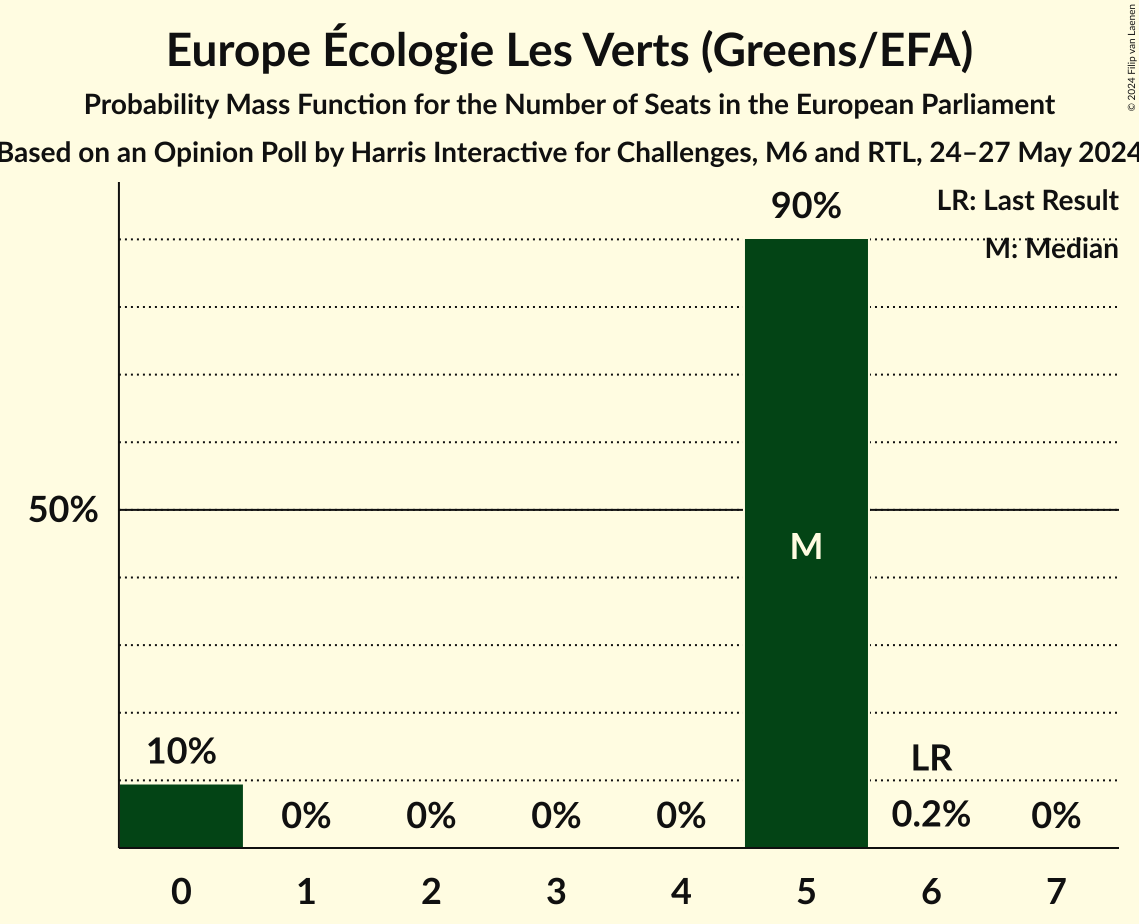 Europe Écologie Les Verts (Greens/EFA)
Probability Mass Function for the Number of Seats in the European Parliament
Based on an Opinion Poll by Harris Interactive for Challenges, M6 and RTL, 24–27 May 2024
© 2024 Filip van Laenen
LR: Last Result
M: Median
90%
50%
M
10%
LR
0%
0%
0%
0%
0.2%
0%
0 1 2 3 4 5 6 7